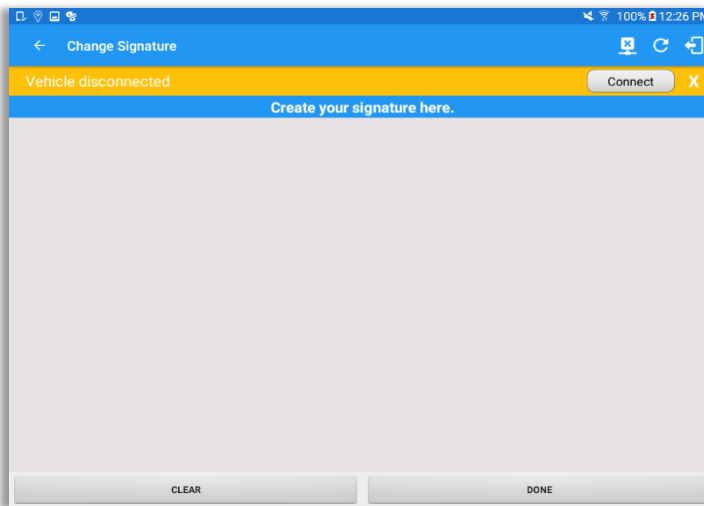 100% 12:26 PM
Change Signature
Vehicle disconnected Connect X
Create your signature here.
CLEAR DONE